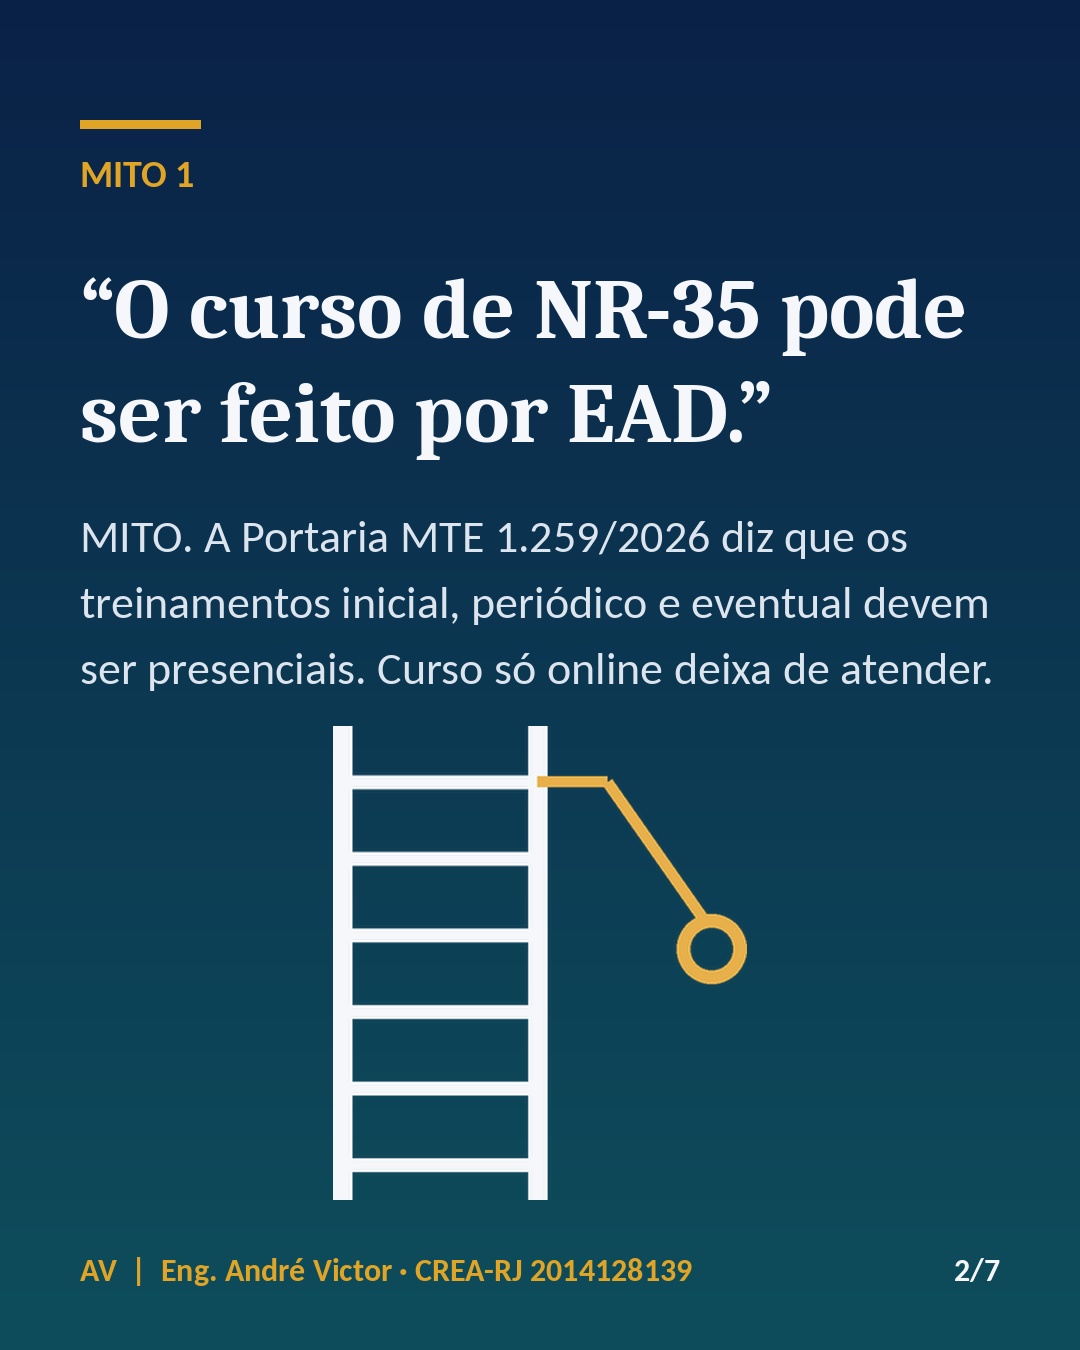 MITO 1
“O curso de NR-35 pode
ser feito por EAD.”
MITO. A Portaria MTE 1.259/2026 diz que os
treinamentos inicial, periódico e eventual devem
ser presenciais. Curso só online deixa de atender.
AV | Eng. André Victor · CREA-RJ 2014128139
2/7